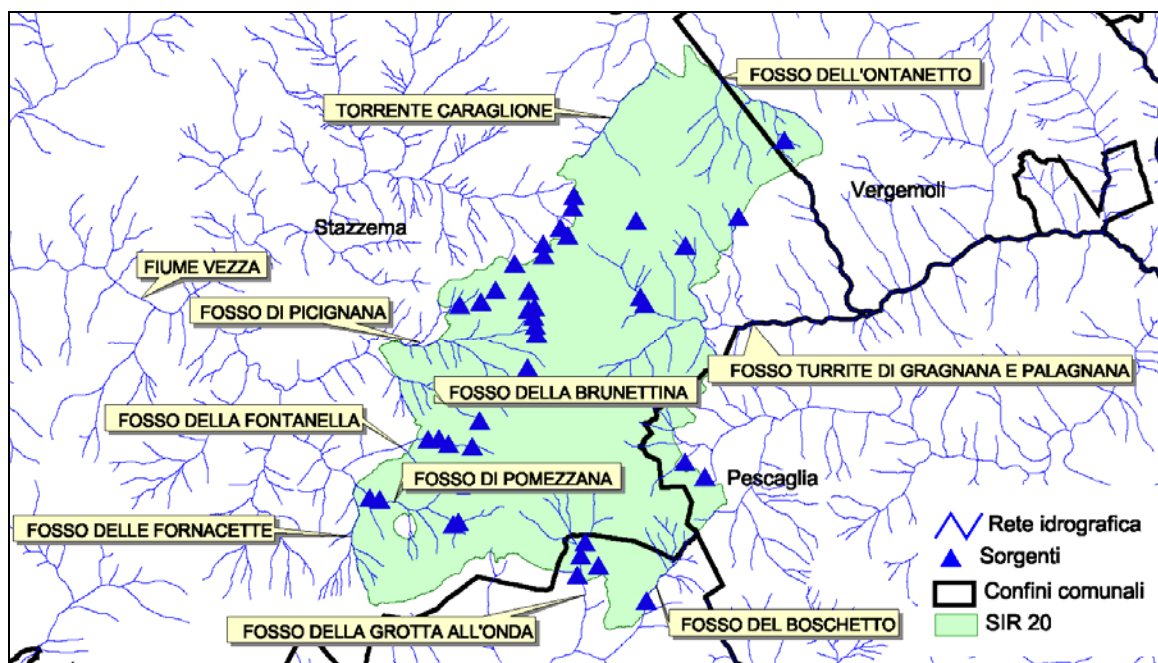 FOSSO DELL'ONTANETTO
TORRENTE CARAGLIONE
Vergemoli
Stazzema
FIUME VEZZA
FOSSO DI PICIGNANA
FOSSO TURRITE DI GRAGNANA E PALAGNANA
FOSSO DELLA BRUNETTINA
FOSSO DELLA FONTANELLA
FOSSO DI POMEZZANA
Pescaglia
FOSSO DELLE FORNACETTE
Rete idrografica
Sorgenti
Confini comunali
SIR 20
FOSSO DELLA GROTTA ALL'ONDA
FOSSO DEL BOSCHETTO